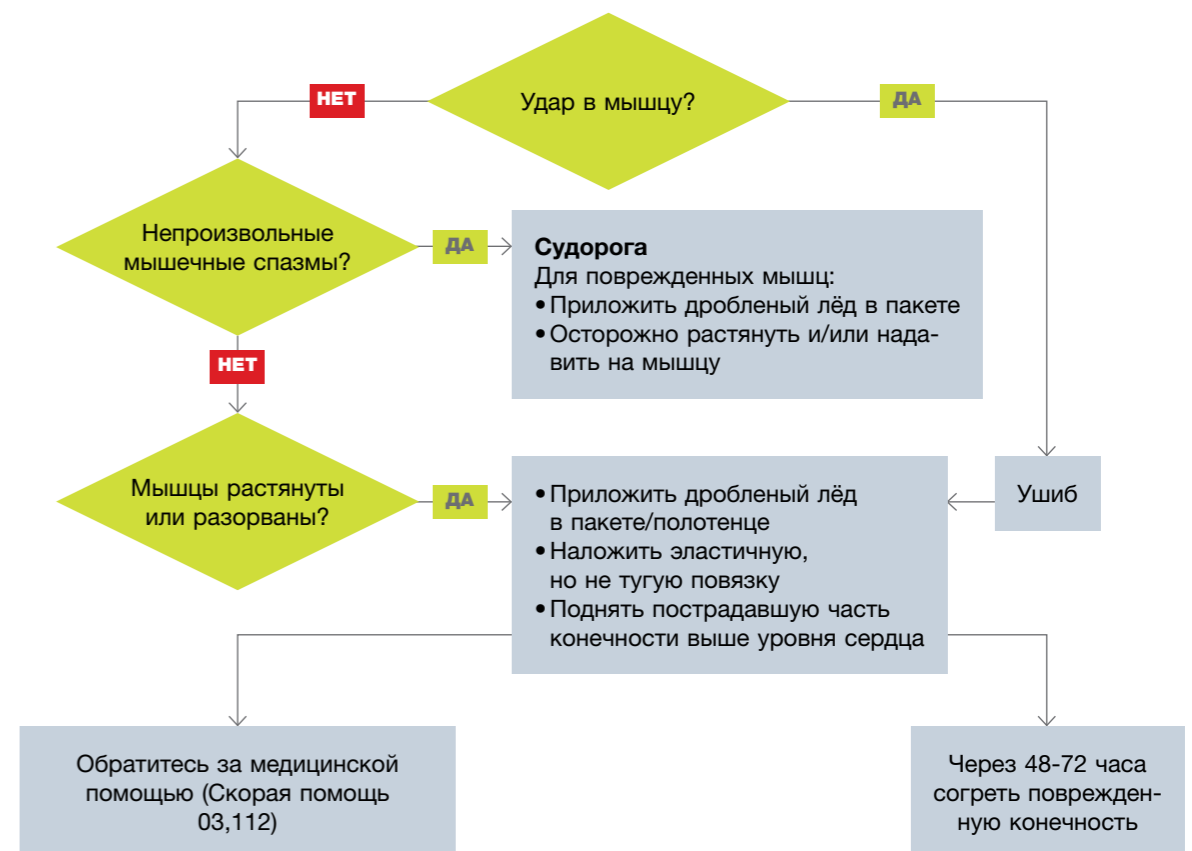 Удар в мышцу?
НЕТ
ДА
Непроизвольные
мышечные спазмы?
ДА
Судорога
Для поврежденных мышц:
• Приложить дробленый лёд в пакете
• Осторожно растянуть и/или нада-
вить на мышцу
НЕТ
Мышцы растянуты
или разорваны?
ДА
• Приложить дробленый лёд
в пакете/полотенце
• Наложить эластичную,
но не тугую повязку
• Поднять пострадавшую часть
конечности выше уровня сердца
Ушиб
Обратитесь за медицинской
помощью (Скорая помощь
03,112)
Через 48-72 часа
согреть поврежден-
ную конечность